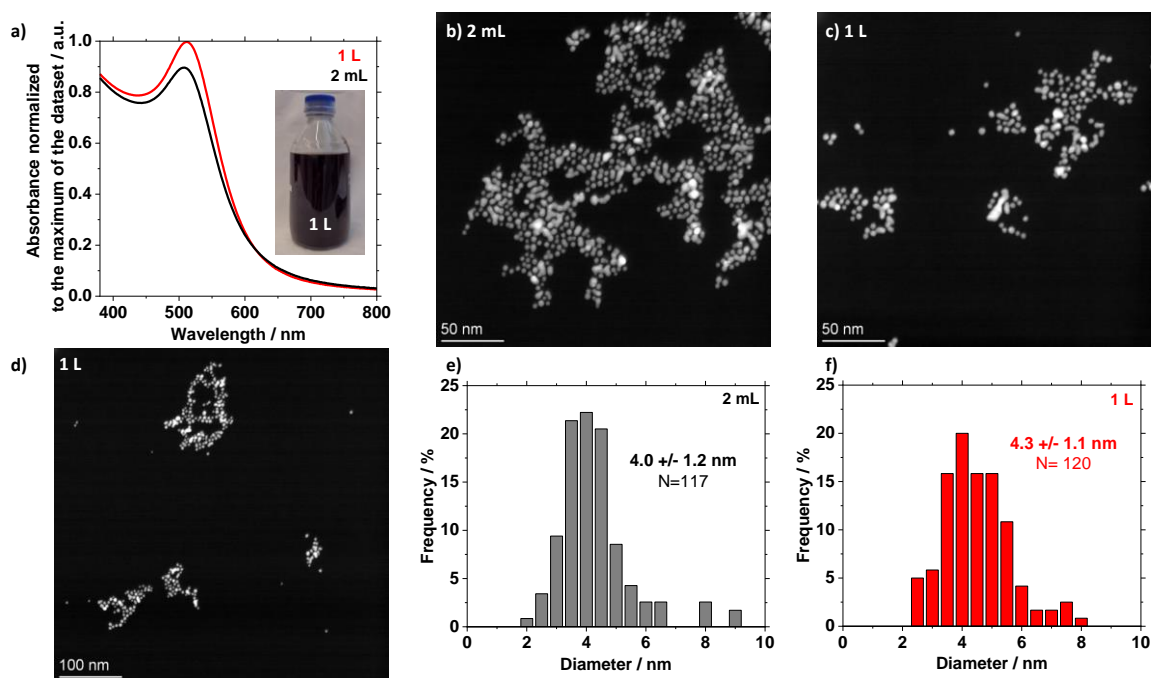 a)
Absorbance normalized
to the maximum of the dataset / a.u.
1.0
0.8
0.6
0.4
0.2
0.0
1 L
2 mL
1 L
400 500 600 700 800
Wavelength / nm
b) 2 mL
50 nm
c) 1 L
50 nm
d) 1 L
100 nm
e)
Frequency / %
25
20
15
10
5
0
2 mL
4.0 +/- 1.2 nm
N=117
0 2 4 6 8 10
Diameter / nm
f)
Frequency / %
25
20
15
10
5
0
1 L
4.3 +/- 1.1 nm
N= 120
0 2 4 6 8 10
Diameter / nm